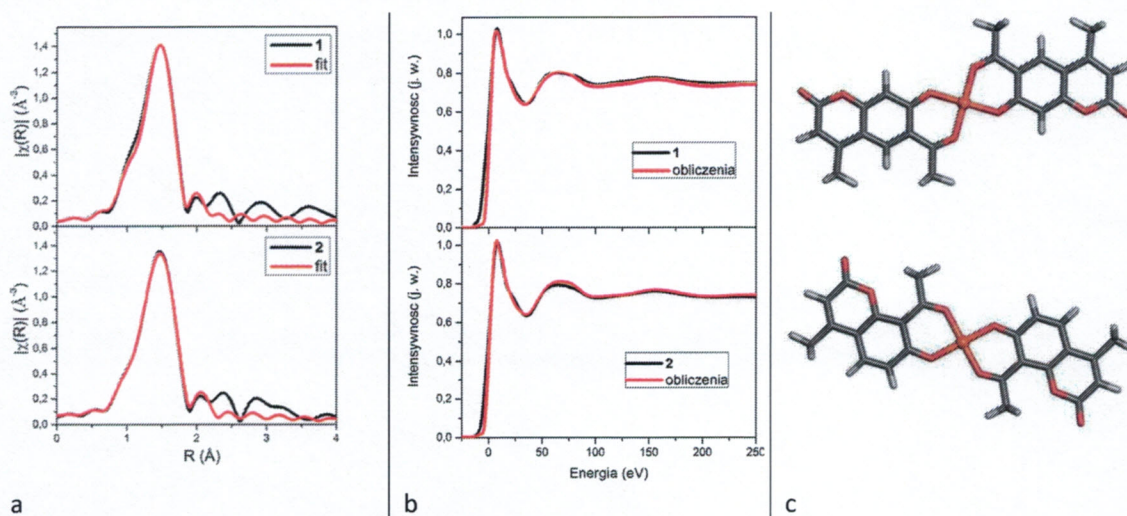 |χ(R)| (Å⁻³)
1,4
1,2
1,0
0,8
0,6
0,4
0,2
0,0
1
fit
|χ(R)| (Å⁻³)
1,4
1,2
1,0
0,8
0,6
0,4
0,2
0,0
2
fit
0 1 2 3 4
R (Å)
a
Intensywnosc (j. w.)
1,0
0,8
0,6
0,4
0,2
0,0
1
obliczenia
Intensywnosc (j. w.)
1,0
0,8
0,6
0,4
0,2
0,0
2
obliczenia
0 50 100 150 200 250
Energia (eV)
b
c